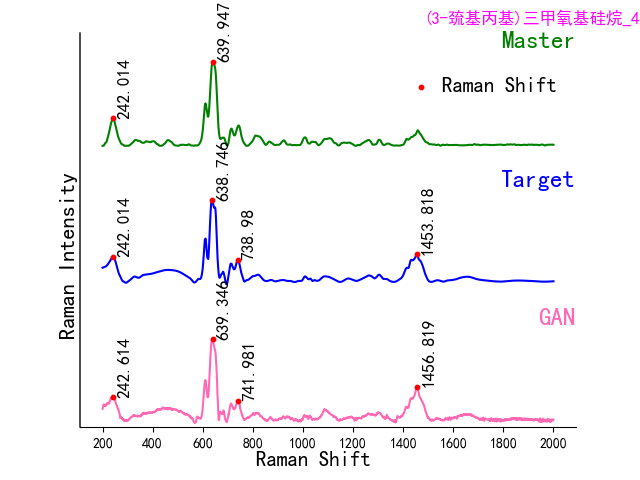 (3-巯基丙基)三甲氧基硅烷_4
Master
Raman Shift
242.014
639.947
Target
242.014
638.746
738.98
1453.818
GAN
242.614
639.346
741.981
1456.819
Raman Intensity
200 400 600 800 1000 1200 1400 1600 1800 2000
Raman Shift